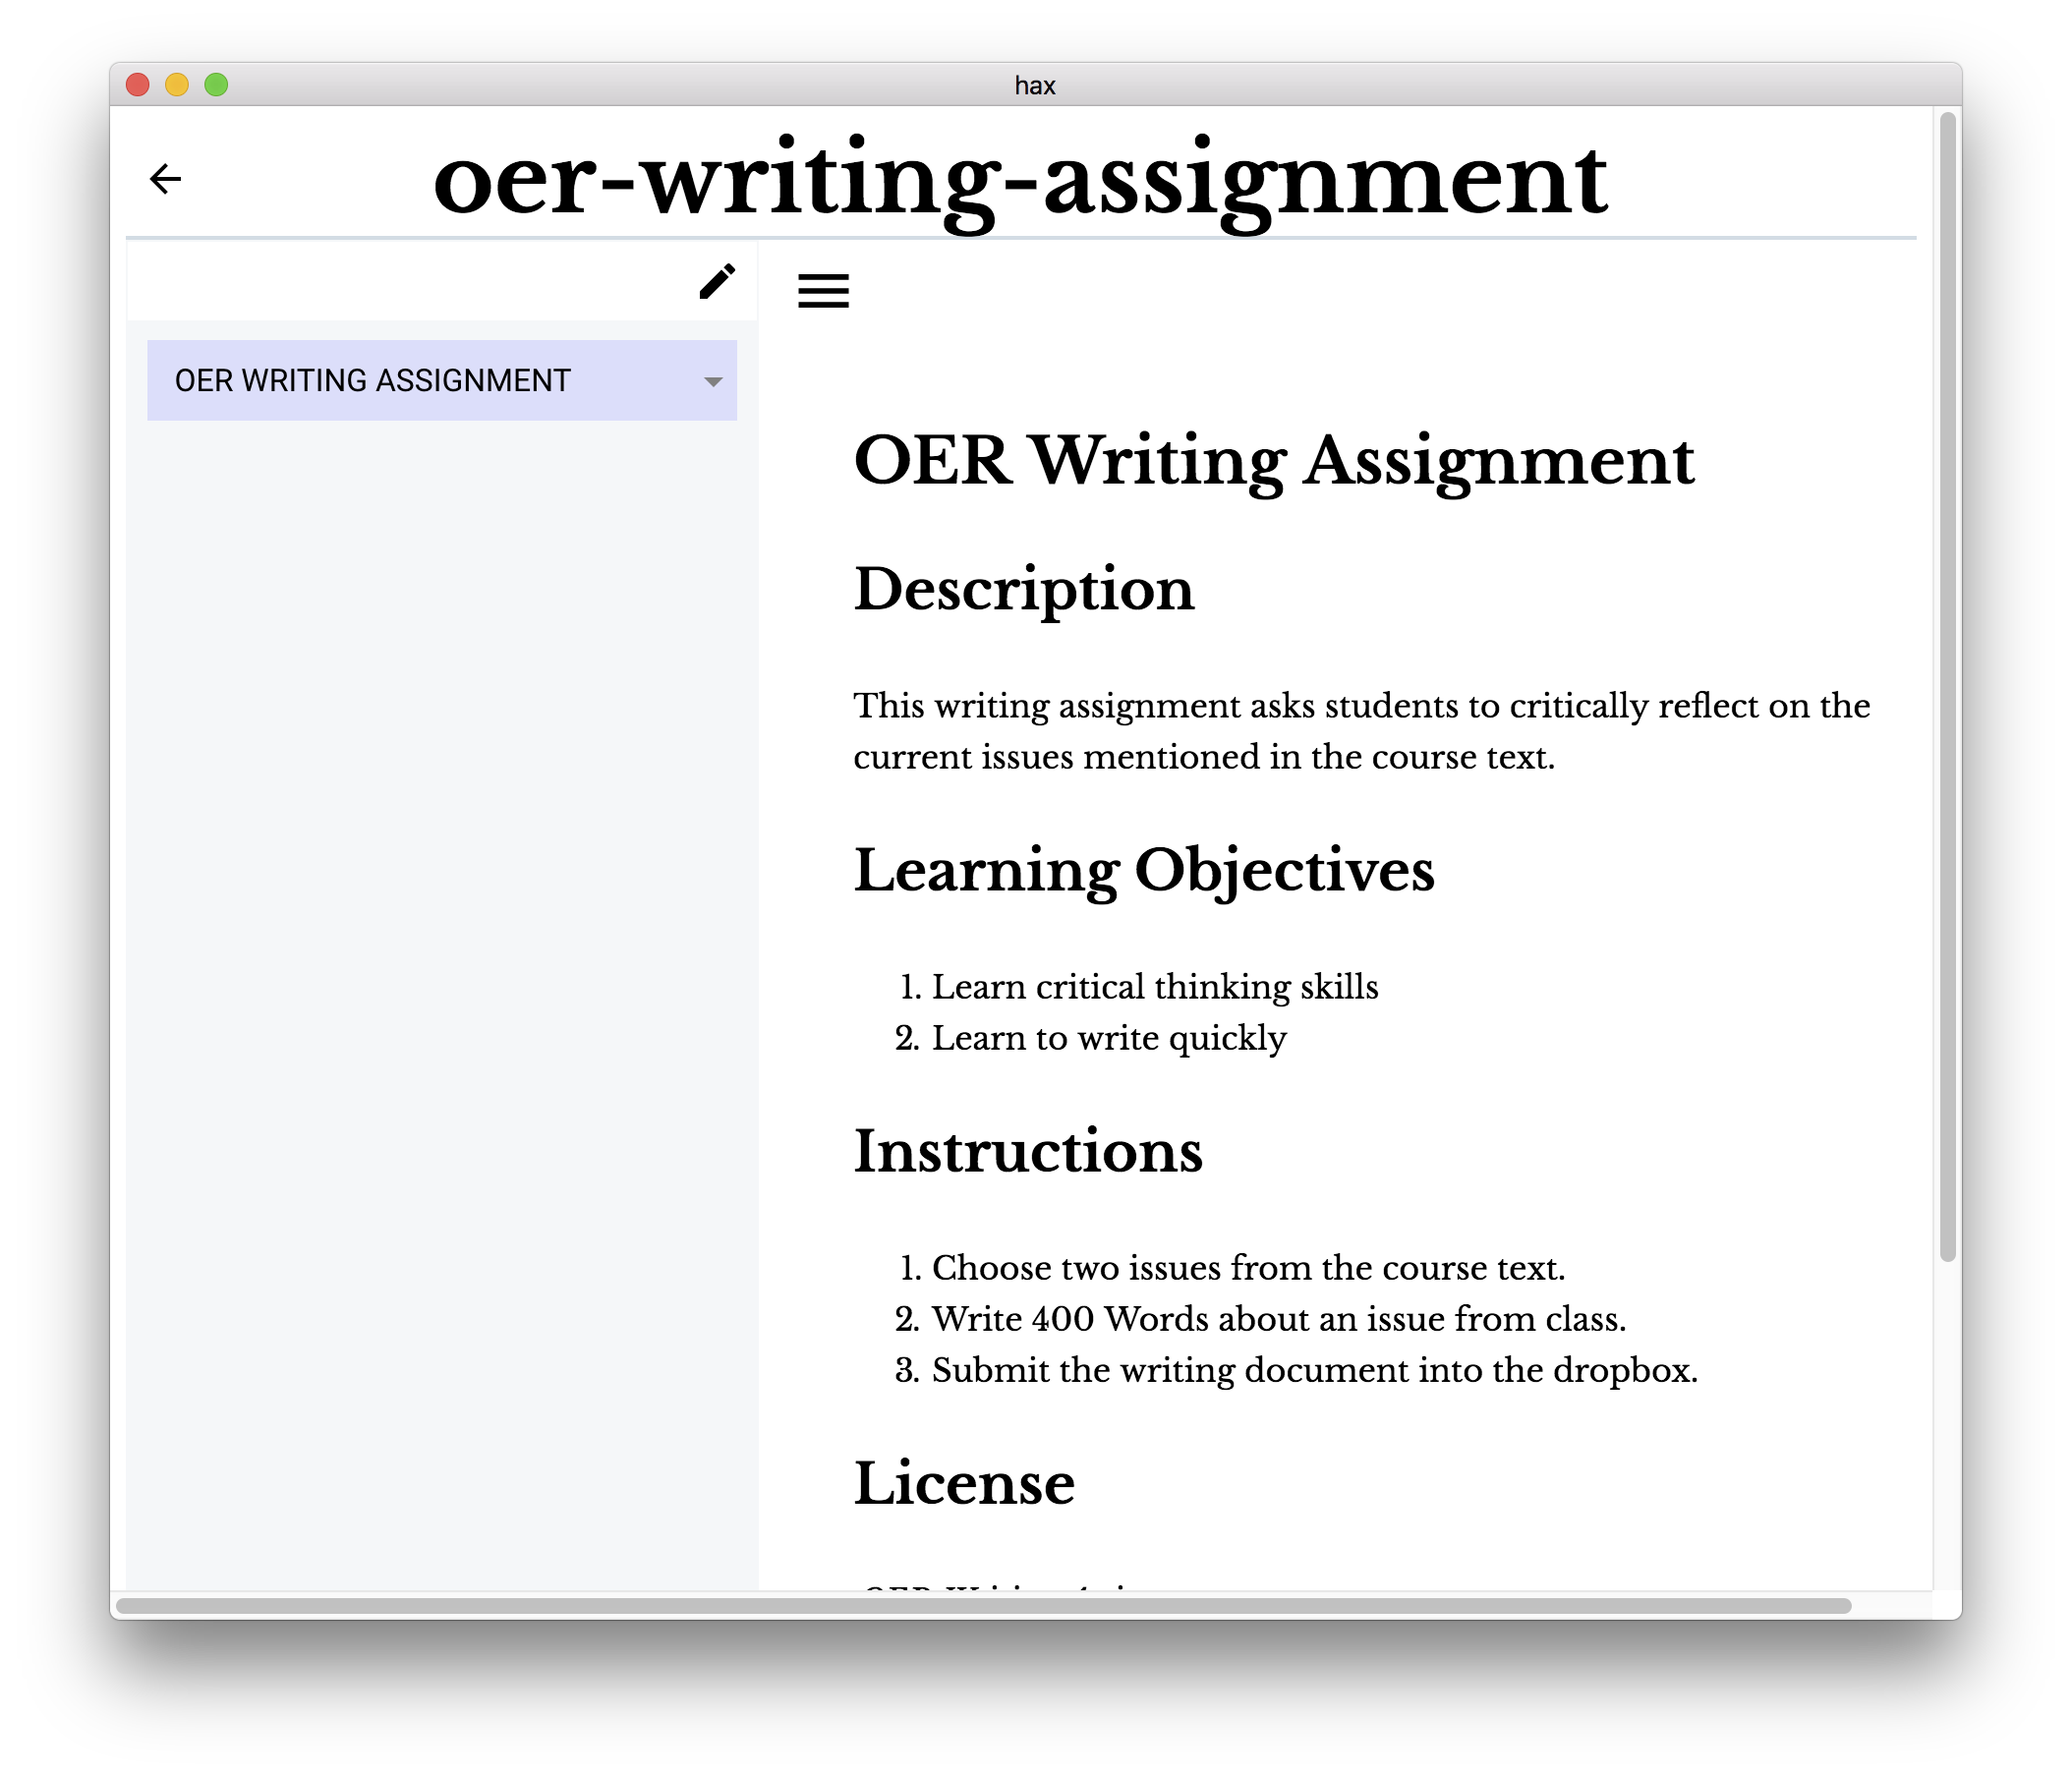 hax
oer-writing-assignment
OER WRITING ASSIGNMENT
OER Writing Assignment
Description
This writing assignment asks students to critically reflect on the
current issues mentioned in the course text.
Learning Objectives
1. Learn critical thinking skills
2. Learn to write quickly
Instructions
1. Choose two issues from the course text.
2. Write 400 Words about an issue from class.
3. Submit the writing document into the dropbox.
License